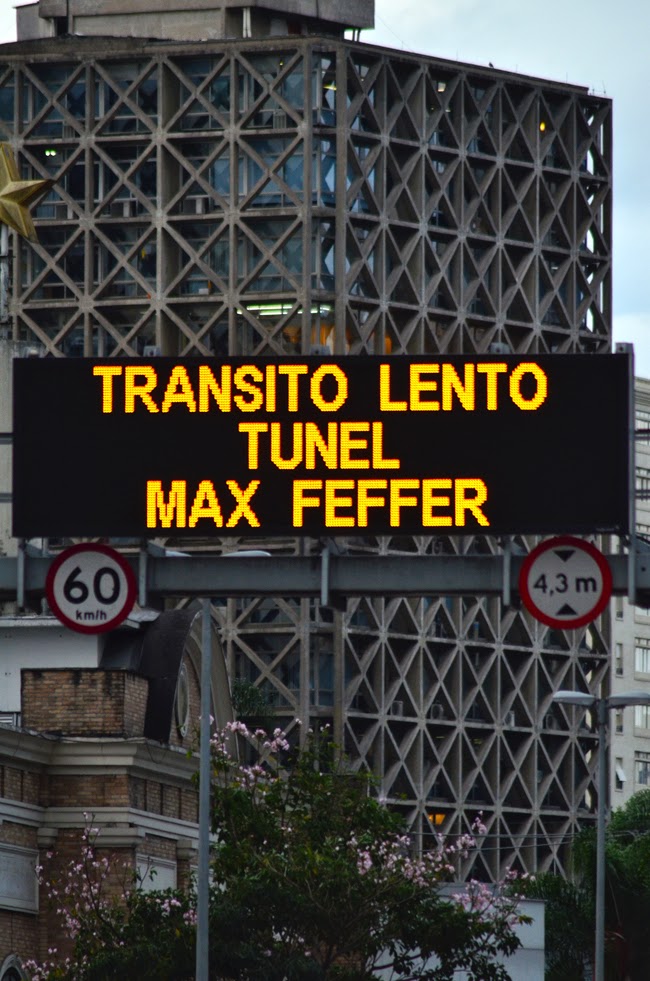 TRANSITO LENTO
TUNEL
MAX FEFFER
60
km/h
4,3 m